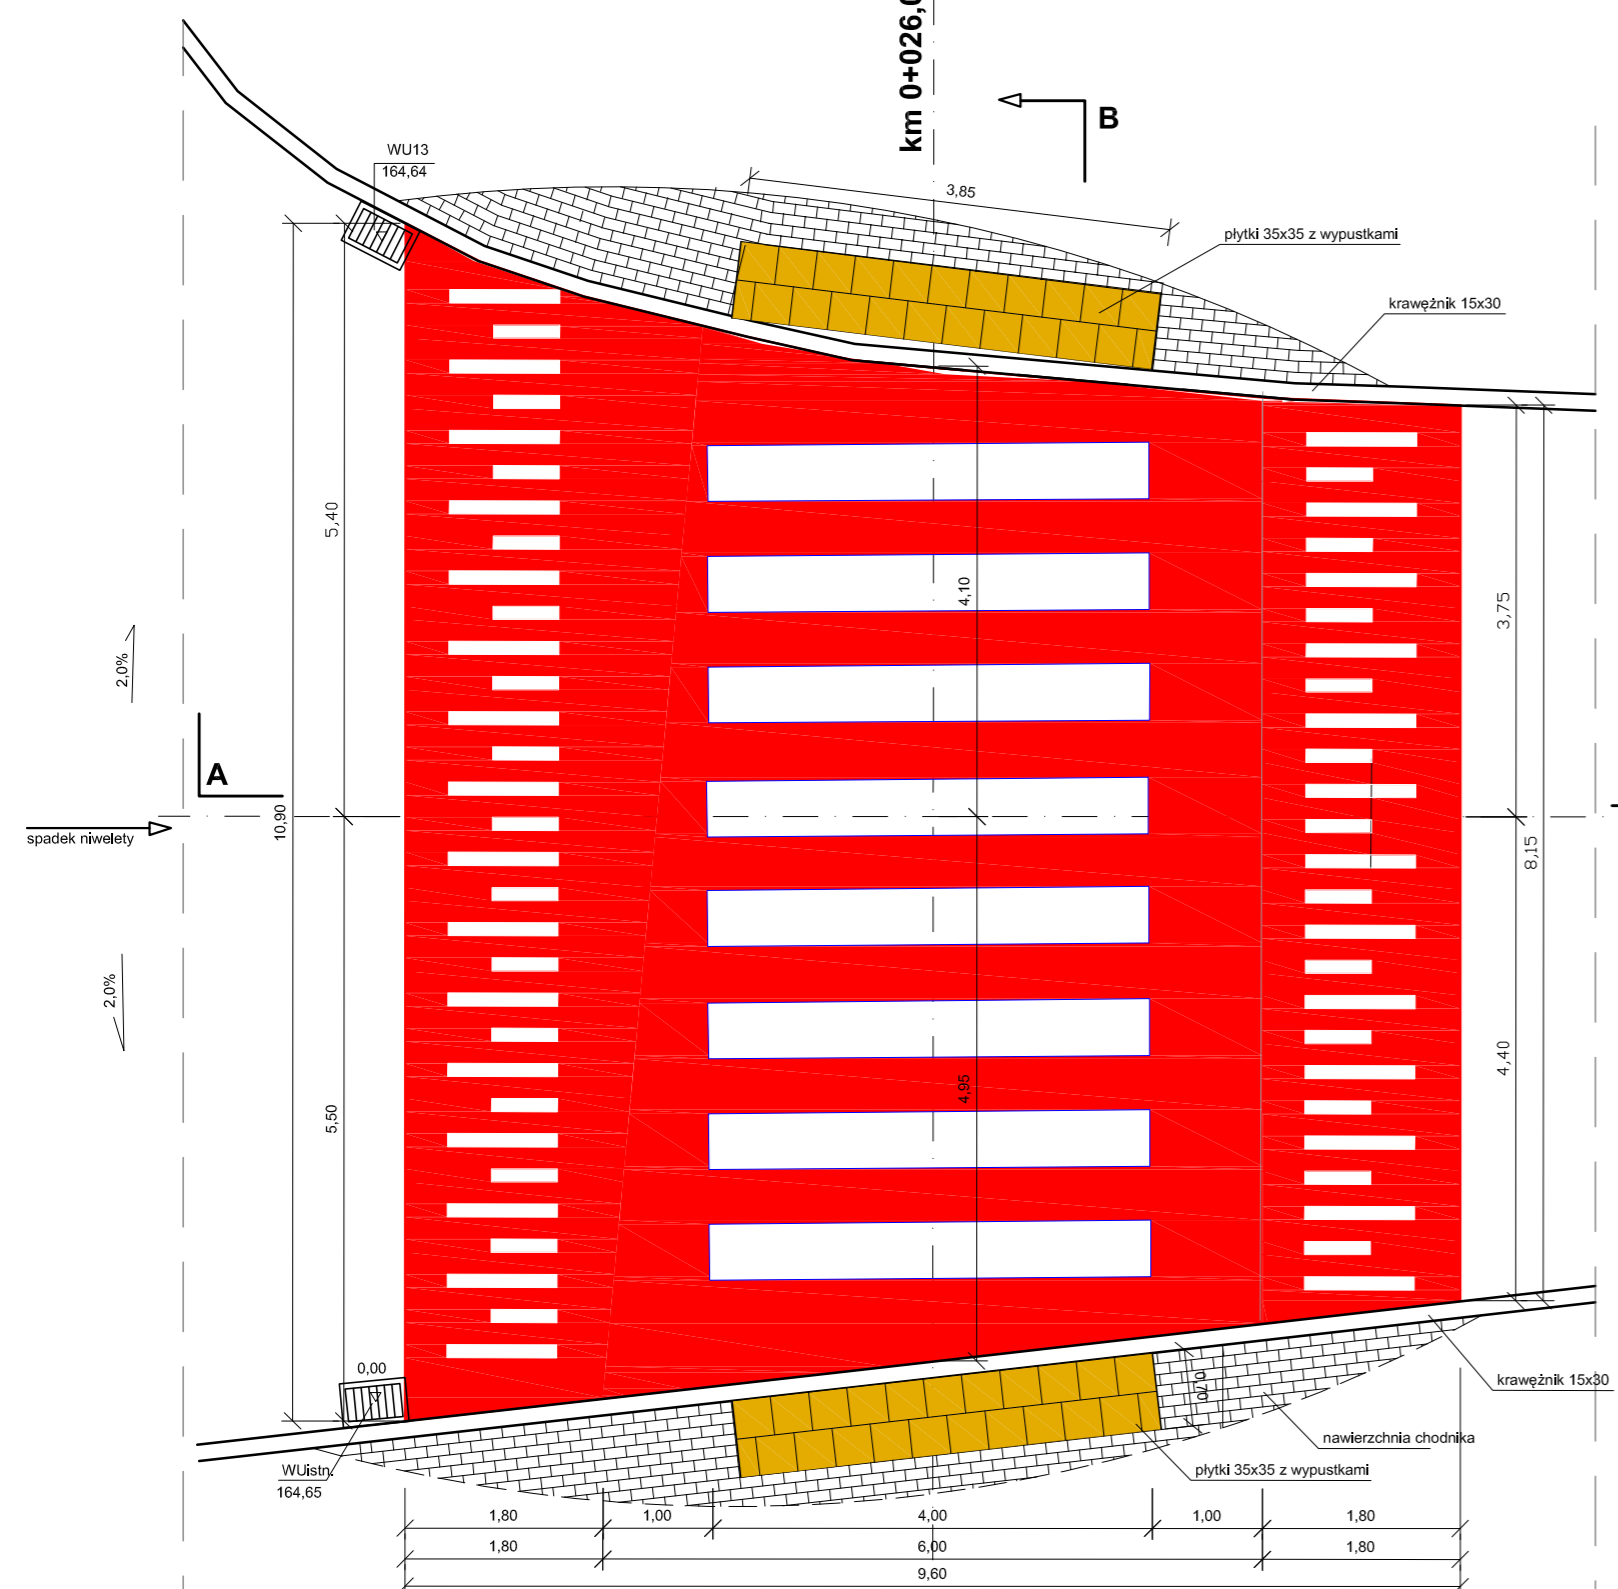 km 0+026,0
B
WU13
164,64
3,85
płytki 35x35 z wypustkami
krawężnik 15x30
5,40
4,10
3,75
2,0%
A
10,90
spadek niwelety
8,15
2,0%
5,50
4,95
4,40
0,00
0,70
krawężnik 15x30
nawierzchnia chodnika
WUistn.
164,65
płytki 35x35 z wypustkami
1,80
1,00
4,00
1,00
1,80
1,80
6,00
1,80
9,60